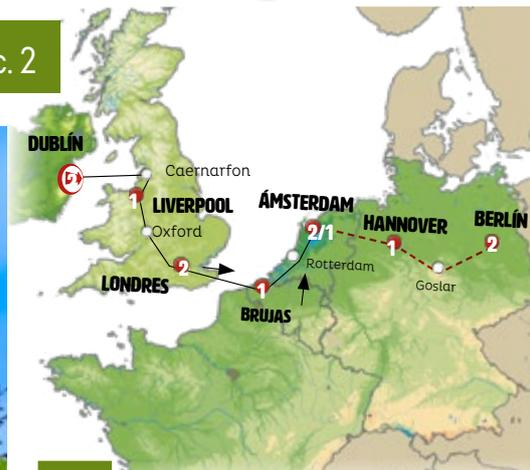 c. 2
DUBLÍN
Caernarfon
1
LIVERPOOL
ÁMSTERDAM
2/1
HANNOVER
1
BERLÍN
2
Oxford
Rotterdam
Goslar
2
LONDRES
1
BRUJAS